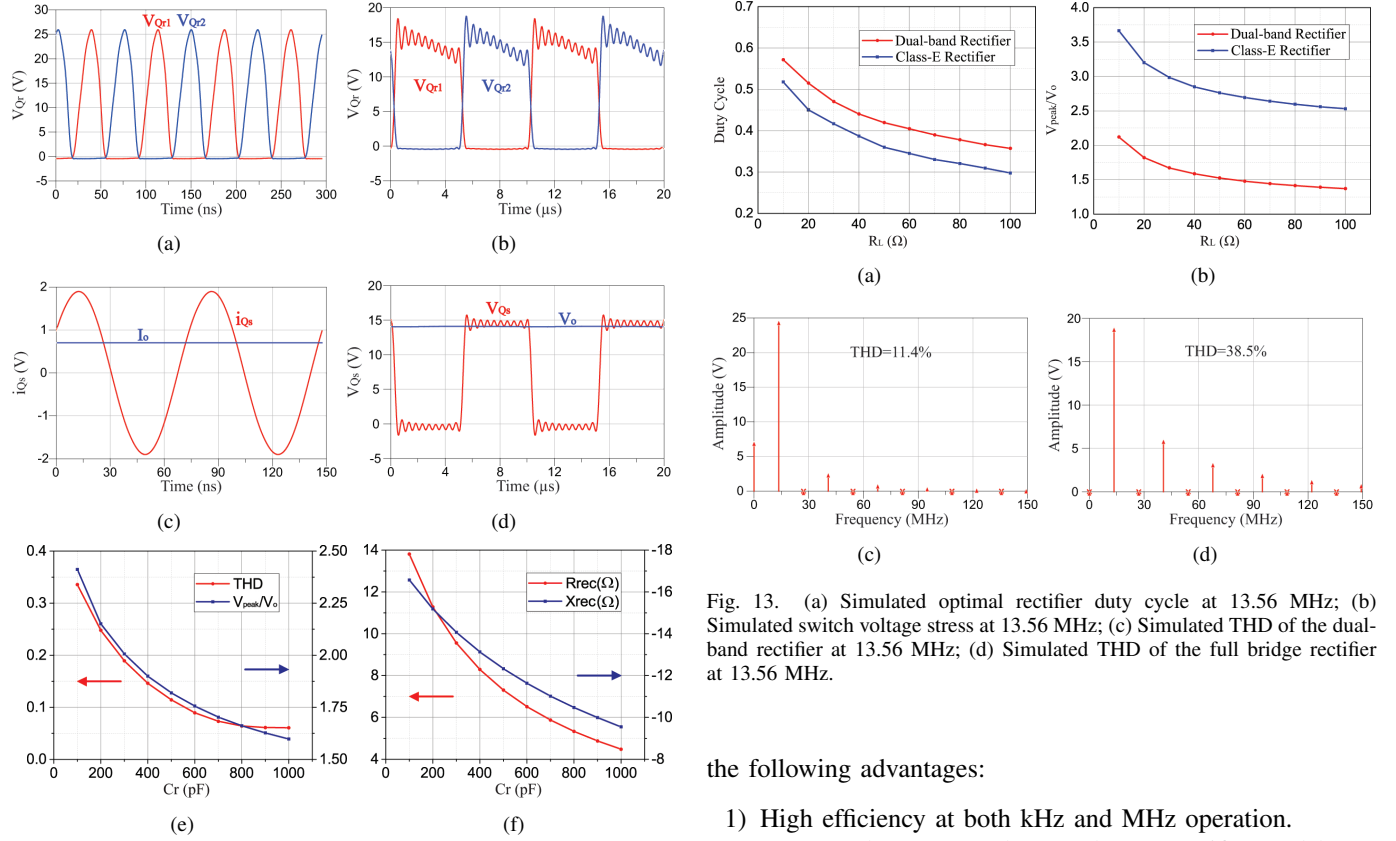 30
25
20
15
10
5
0
-5
V_Qr (V)
V_Qr1 V_Qr2
0 50 100 150 200 250 300
Time (ns)
(a)
20
15
10
5
0
-5
V_Qr (V)
V_Qr1 V_Qr2
0 4 8 12 16 20
Time (µs)
(b)
2
1
0
-1
-2
i_Qs (V)
I_o i_Qs
0 30 60 90 120 150
Time (ns)
(c)
20
15
10
5
0
-5
V_Qs (V)
V_Qs V_o
0 4 8 12 16 20
Time (µs)
(d)
0.4
0.3
0.2
0.1
0.0
THD
V_peak/V_o
2.50
2.25
2.00
1.75
1.50
0 200 400 600 800 1000
Cr (pF)
(e)
14
12
10
8
6
4
Rrec(Ω)
Xrec(Ω)
-18
-16
-14
-12
-10
-8
0 200 400 600 800 1000
Cr (pF)
(f)
0.7
0.6
0.5
0.4
0.3
0.2
Duty Cycle
Dual-band Rectifier
Class-E Rectifier
0 20 40 60 80 100
R_L (Ω)
(a)
4.0
3.5
3.0
2.5
2.0
1.5
1.0
V_peak/V_o
Dual-band Rectifier
Class-E Rectifier
0 20 40 60 80 100
R_L (Ω)
(b)
25
20
15
10
5
0
Amplitude (V)
THD=11.4%
0 30 60 90 120 150
Frequency (MHz)
(c)
20
15
10
5
0
Amplitude (V)
THD=38.5%
0 30 60 90 120 150
Frequency (MHz)
(d)
Fig. 13. (a) Simulated optimal rectifier duty cycle at 13.56 MHz; (b)
Simulated switch voltage stress at 13.56 MHz; (c) Simulated THD of the dual-
band rectifier at 13.56 MHz; (d) Simulated THD of the full bridge rectifier
at 13.56 MHz.
the following advantages:
1) High efficiency at both kHz and MHz operation.